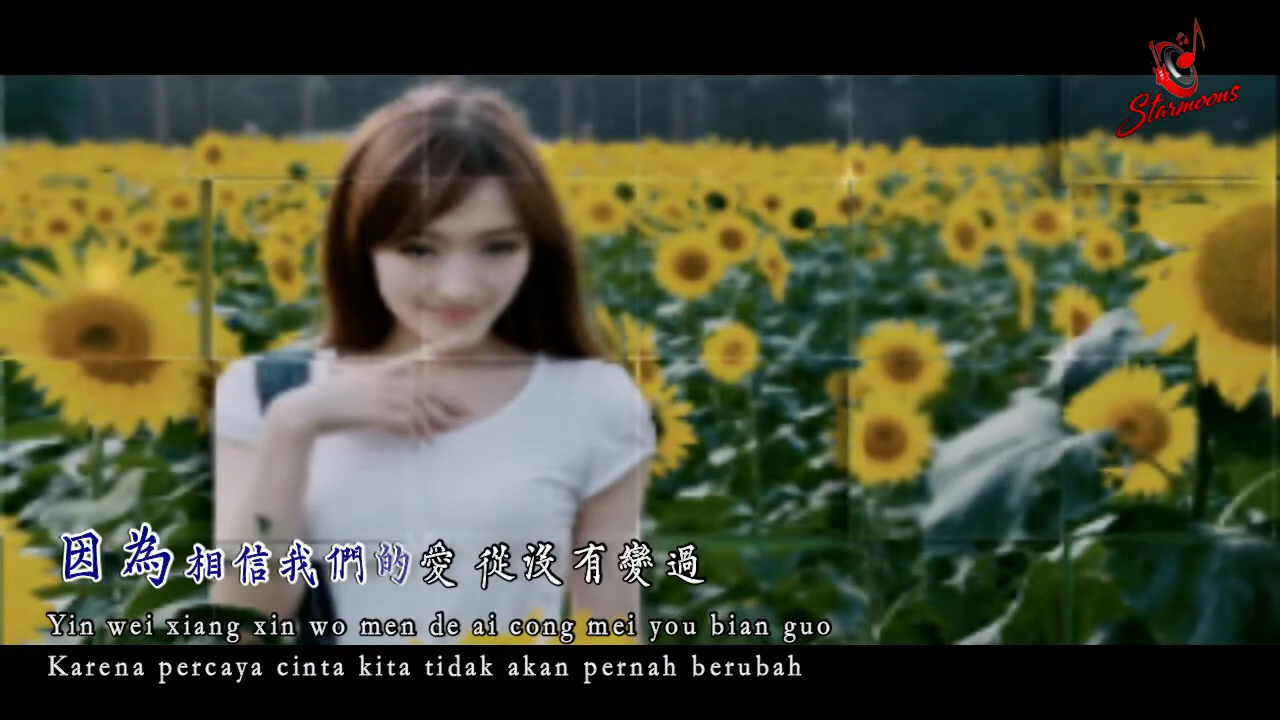 Starmoons
因為相信我們的愛 從沒有變過
Yin wei xiang xin wo men de ai cong mei you bian guo
Karena percaya cinta kita tidak akan pernah berubah